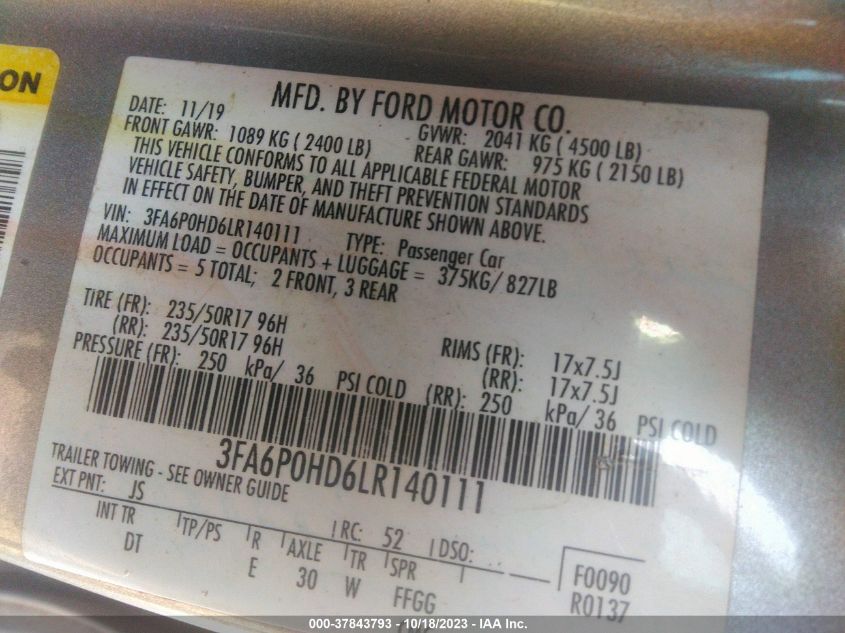 ON
MFD. BY FORD MOTOR CO.
DATE: 11/19 GVWR: 2041 KG ( 4500 LB)
FRONT GAWR: 1089 KG ( 2400 LB) REAR GAWR: 975 KG ( 2150 LB)
THIS VEHICLE CONFORMS TO ALL APPLICABLE FEDERAL MOTOR
VEHICLE SAFETY, BUMPER, AND THEFT PREVENTION STANDARDS
IN EFFECT ON THE DATE OF MANUFACTURE SHOWN ABOVE.
VIN: 3FA6P0HD6LR140111 TYPE: Passenger Car
MAXIMUM LOAD = OCCUPANTS + LUGGAGE = 375KG/ 827LB
OCCUPANTS = 5 TOTAL; 2 FRONT, 3 REAR
TIRE (FR): 235/50R17 96H RIMS (FR): 17x7.5J
(RR): 235/50R17 96H (RR): 17x7.5J
PRESSURE (FR): 250 kPa/ 36 PSI COLD (RR): 250 kPa/ 36 PSI COLD
3FA6P0HD6LR140111
TRAILER TOWING - SEE OWNER GUIDE
EXT PNT: JS RC: 52 DSO:
INT TR TP/PS R AXLE TR SPR
DT E 30 W FFGG
F0090
R0137
000-37843793 - 10/18/2023 - IAA Inc.